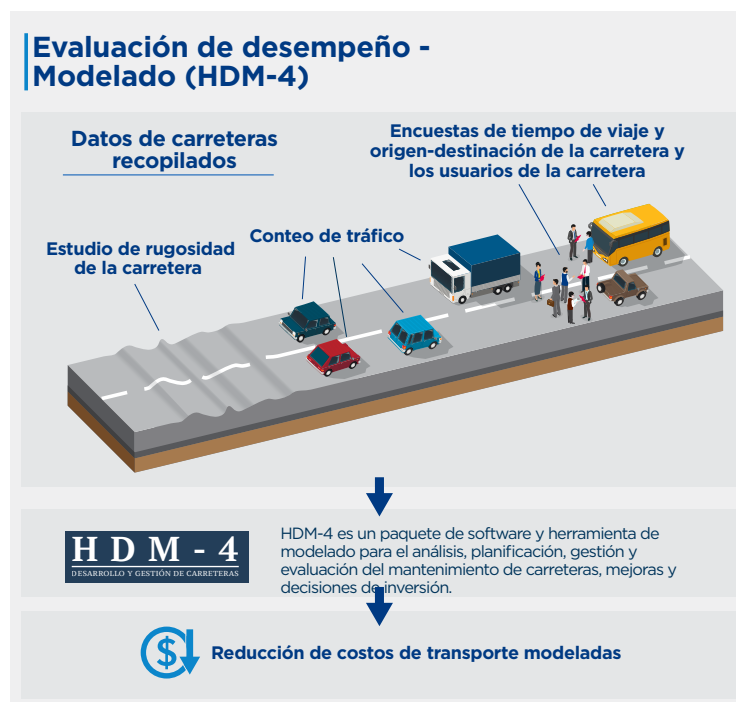 Evaluación de desempeño -
Modelado (HDM-4)
Datos de carreteras
recopilados
Encuestas de tiempo de viaje y
origen-destinación de la carretera y
los usuarios de la carretera
Estudio de rugosidad
de la carretera
Conteo de tráfico
HDM-4
DESARROLLO Y GESTIÓN DE CARRETERAS
HDM-4 es un paquete de software y herramienta de
modelado para el análisis, planificación, gestión y
evaluación del mantenimiento de carreteras, mejoras y
decisiones de inversión.
$
Reducción de costos de transporte modeladas